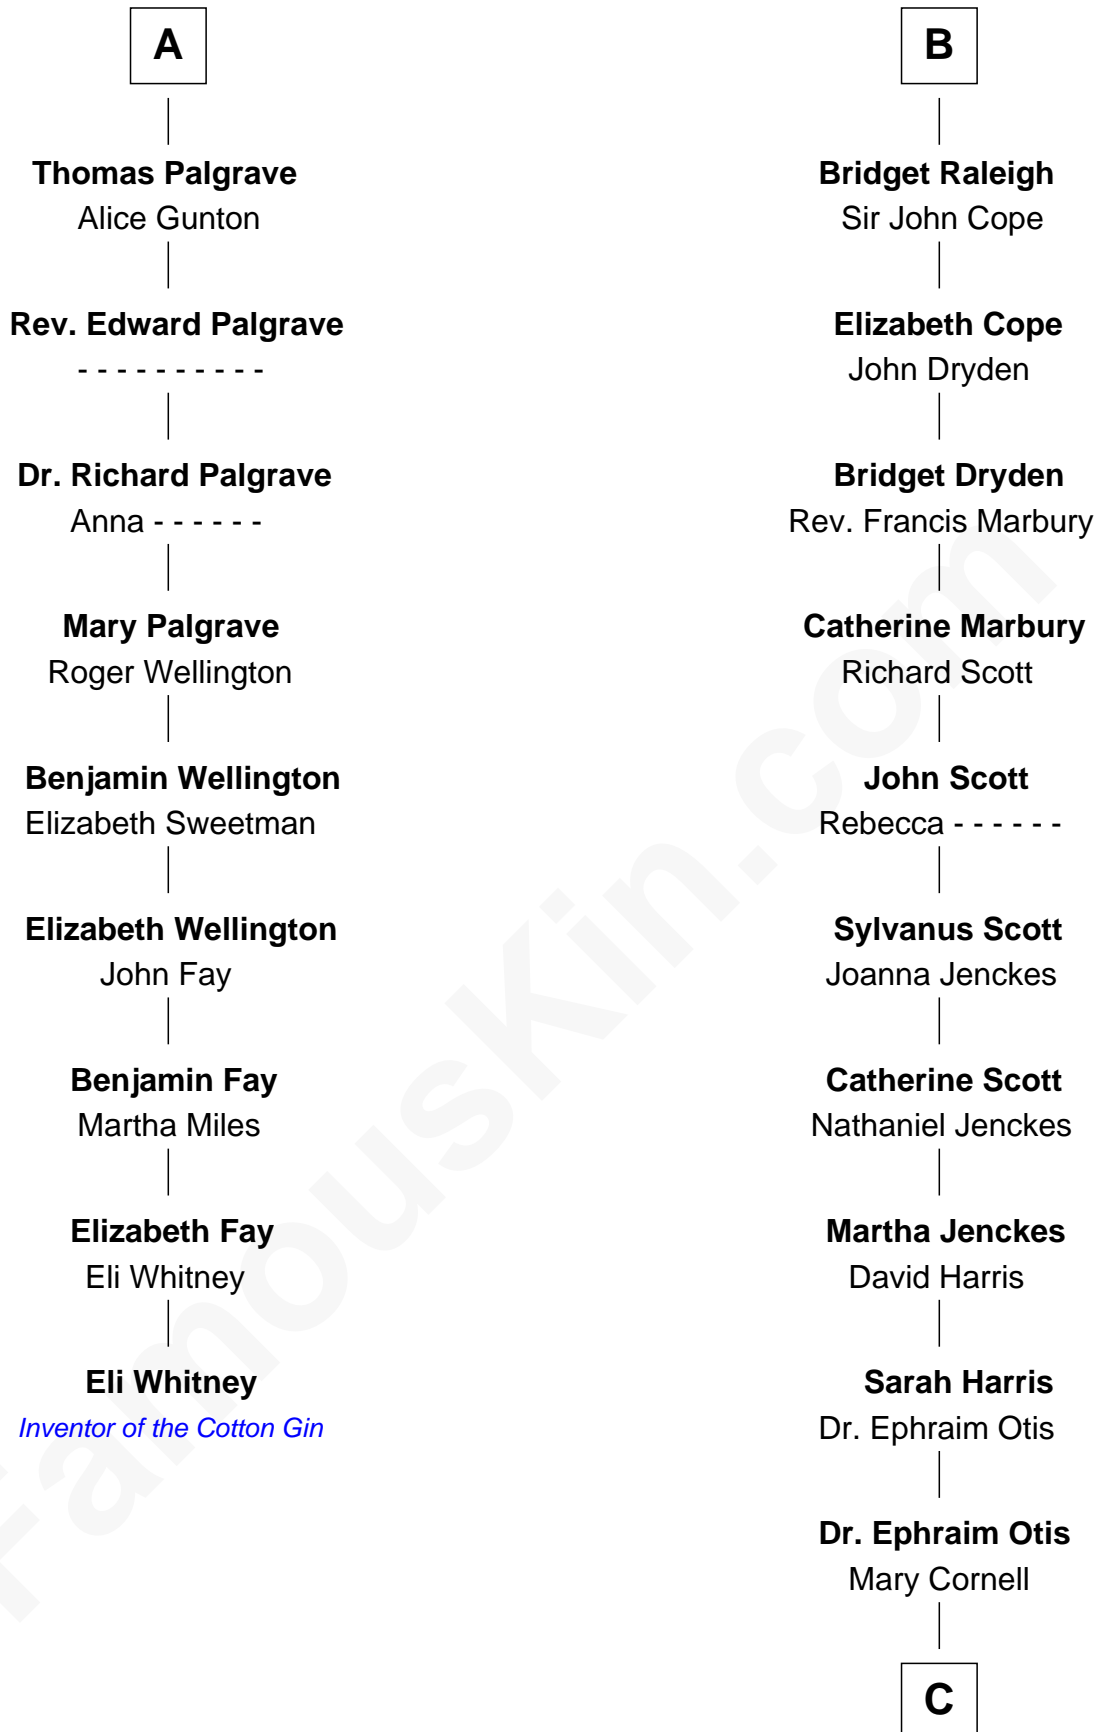 A
Thomas Palgrave
Alice Gunton
Rev. Edward Palgrave
- - - - - - - - - -
Dr. Richard Palgrave
Anna - - - - - -
Mary Palgrave
Roger Wellington
Benjamin Wellington
Elizabeth Sweetman
Elizabeth Wellington
John Fay
Benjamin Fay
Martha Miles
Elizabeth Fay
Eli Whitney
Eli Whitney
Inventor of the Cotton Gin
B
Bridget Raleigh
Sir John Cope
Elizabeth Cope
John Dryden
Bridget Dryden
Rev. Francis Marbury
Catherine Marbury
Richard Scott
John Scott
Rebecca - - - - - -
Sylvanus Scott
Joanna Jenckes
Catherine Scott
Nathaniel Jenckes
Martha Jenckes
David Harris
Sarah Harris
Dr. Ephraim Otis
Dr. Ephraim Otis
Mary Cornell
C
FamousKin.com